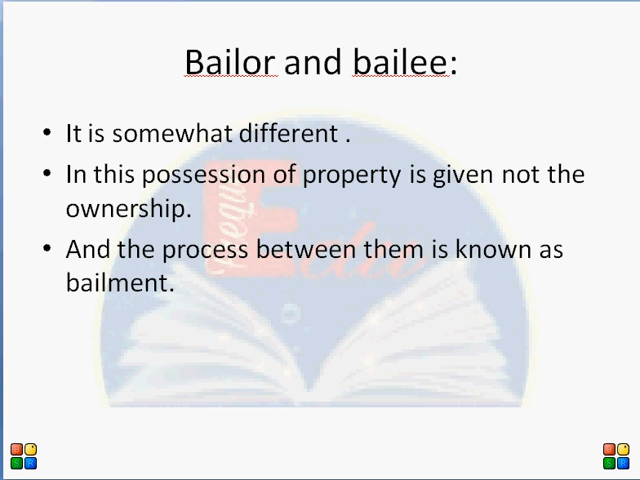 Bailor and bailee:
• It is somewhat different .
• In this possession of property is given not the
ownership.
• And the process between them is known as
bailment.